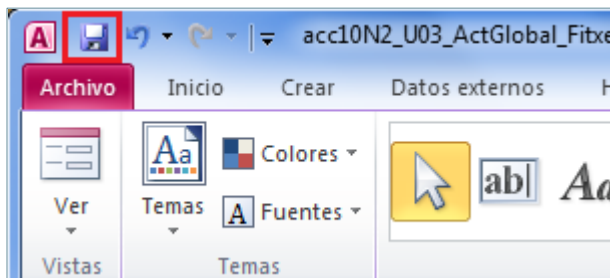 A acc10N2_U03_ActGlobal_Fitxe
Archivo Inicio Crear Datos externos
ab| Aa
Aa Colores
Ver Temas A Fuentes
Vistas Temas